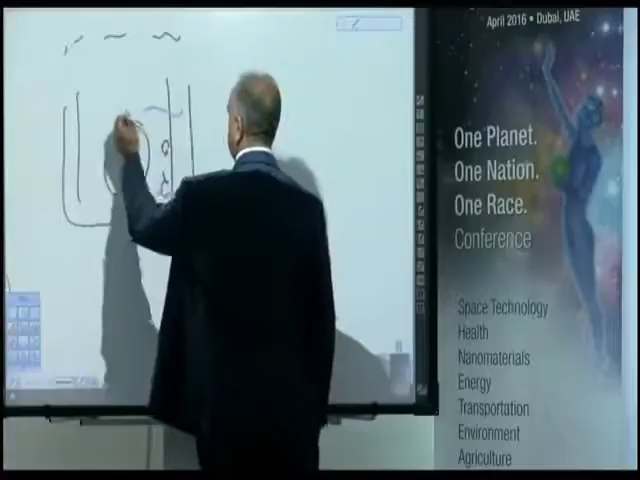 April 2016 • Dubai, UAE
One Planet.
One Nation.
One Race.
Conference
Space Technology
Health
Nanomaterials
Energy
Transportation
Environment
Agriculture